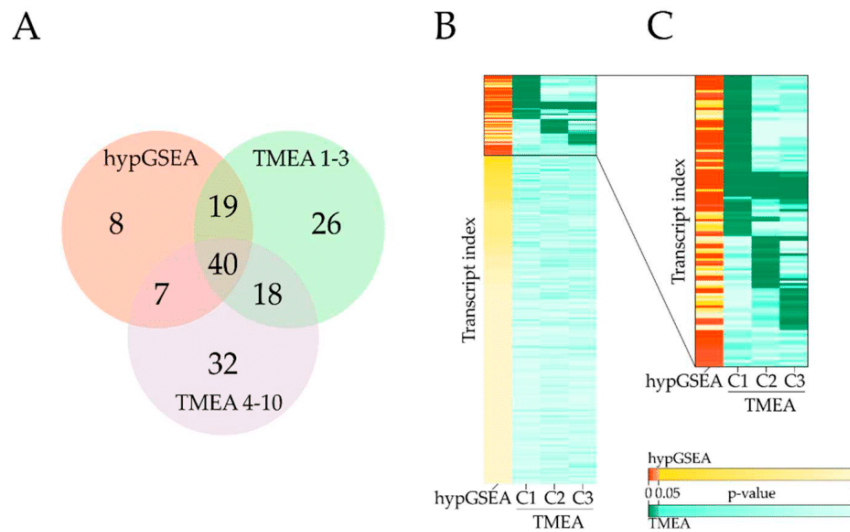 A
B
C
hypGSEA
TMEA 1-3
8
19
26
40
7
18
32
TMEA 4-10
Transcript index
hypGSEA
C1 C2 C3
TMEA
Transcript index
hypGSEA
C1 C2 C3
TMEA
hypGSEA
0 0.05 p-value
TMEA